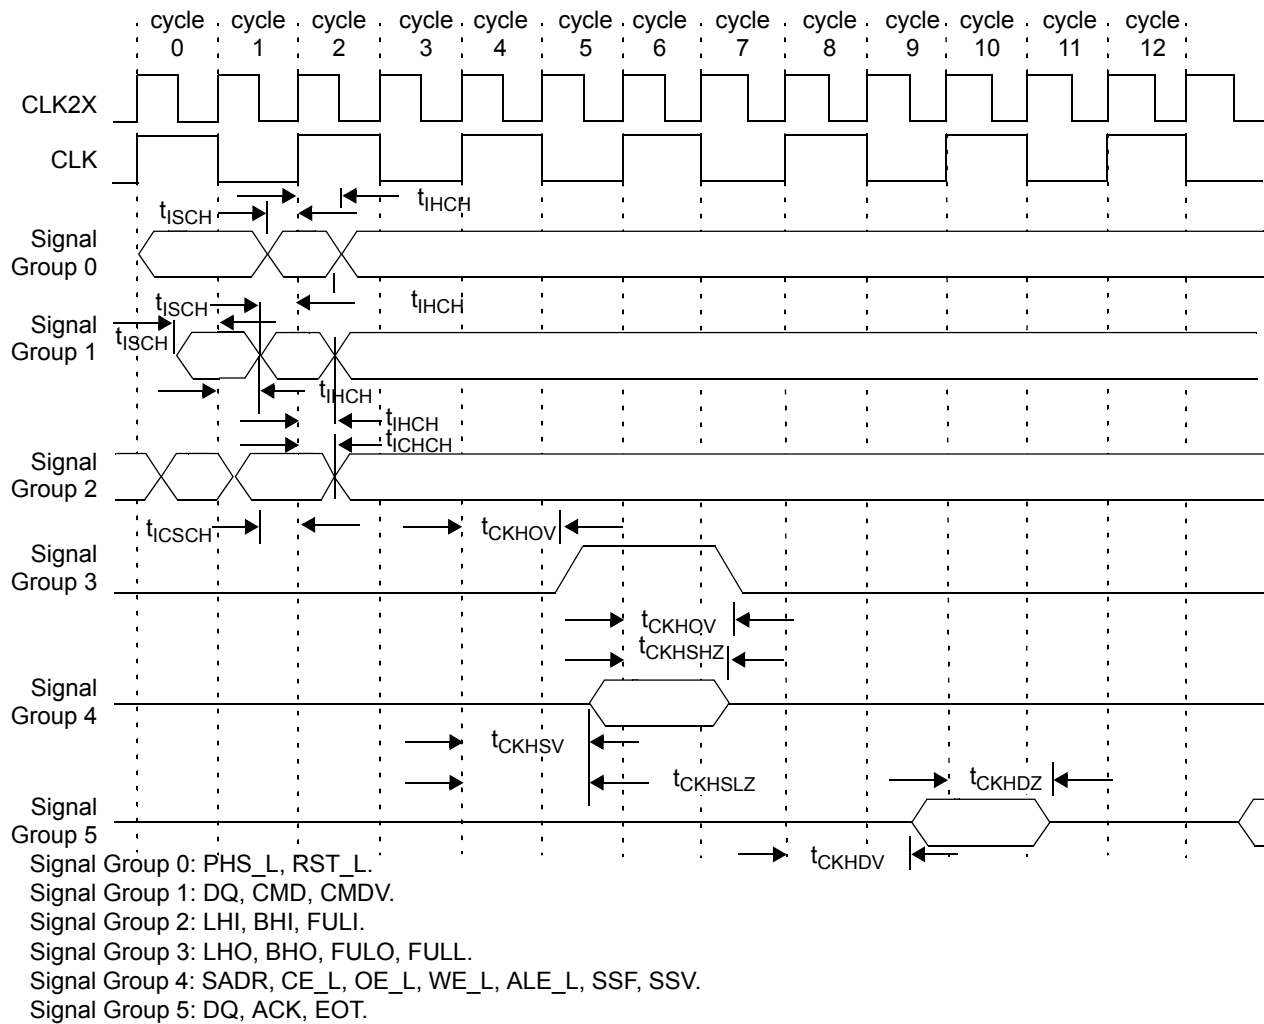 cycle 0 cycle 1 cycle 2 cycle 3 cycle 4 cycle 5 cycle 6 cycle 7 cycle 8 cycle 9 cycle 10 cycle 11 cycle 12
CLK2X
CLK
tISCH tIHCH
Signal
Group 0
tISCH tIHCH
Signal
Group 1
tISCH
tIHCH
tIHCH
tICHCH
Signal
Group 2
tICSCH tCKHOV
Signal
Group 3
tCKHOV
tCKHSHZ
Signal
Group 4
tCKHSV
tCKHSLZ tCKHDZ
Signal
Group 5
tCKHDV
Signal Group 0: PHS_L, RST_L.
Signal Group 1: DQ, CMD, CMDV.
Signal Group 2: LHI, BHI, FULI.
Signal Group 3: LHO, BHO, FULO, FULL.
Signal Group 4: SADR, CE_L, OE_L, WE_L, ALE_L, SSF, SSV.
Signal Group 5: DQ, ACK, EOT.